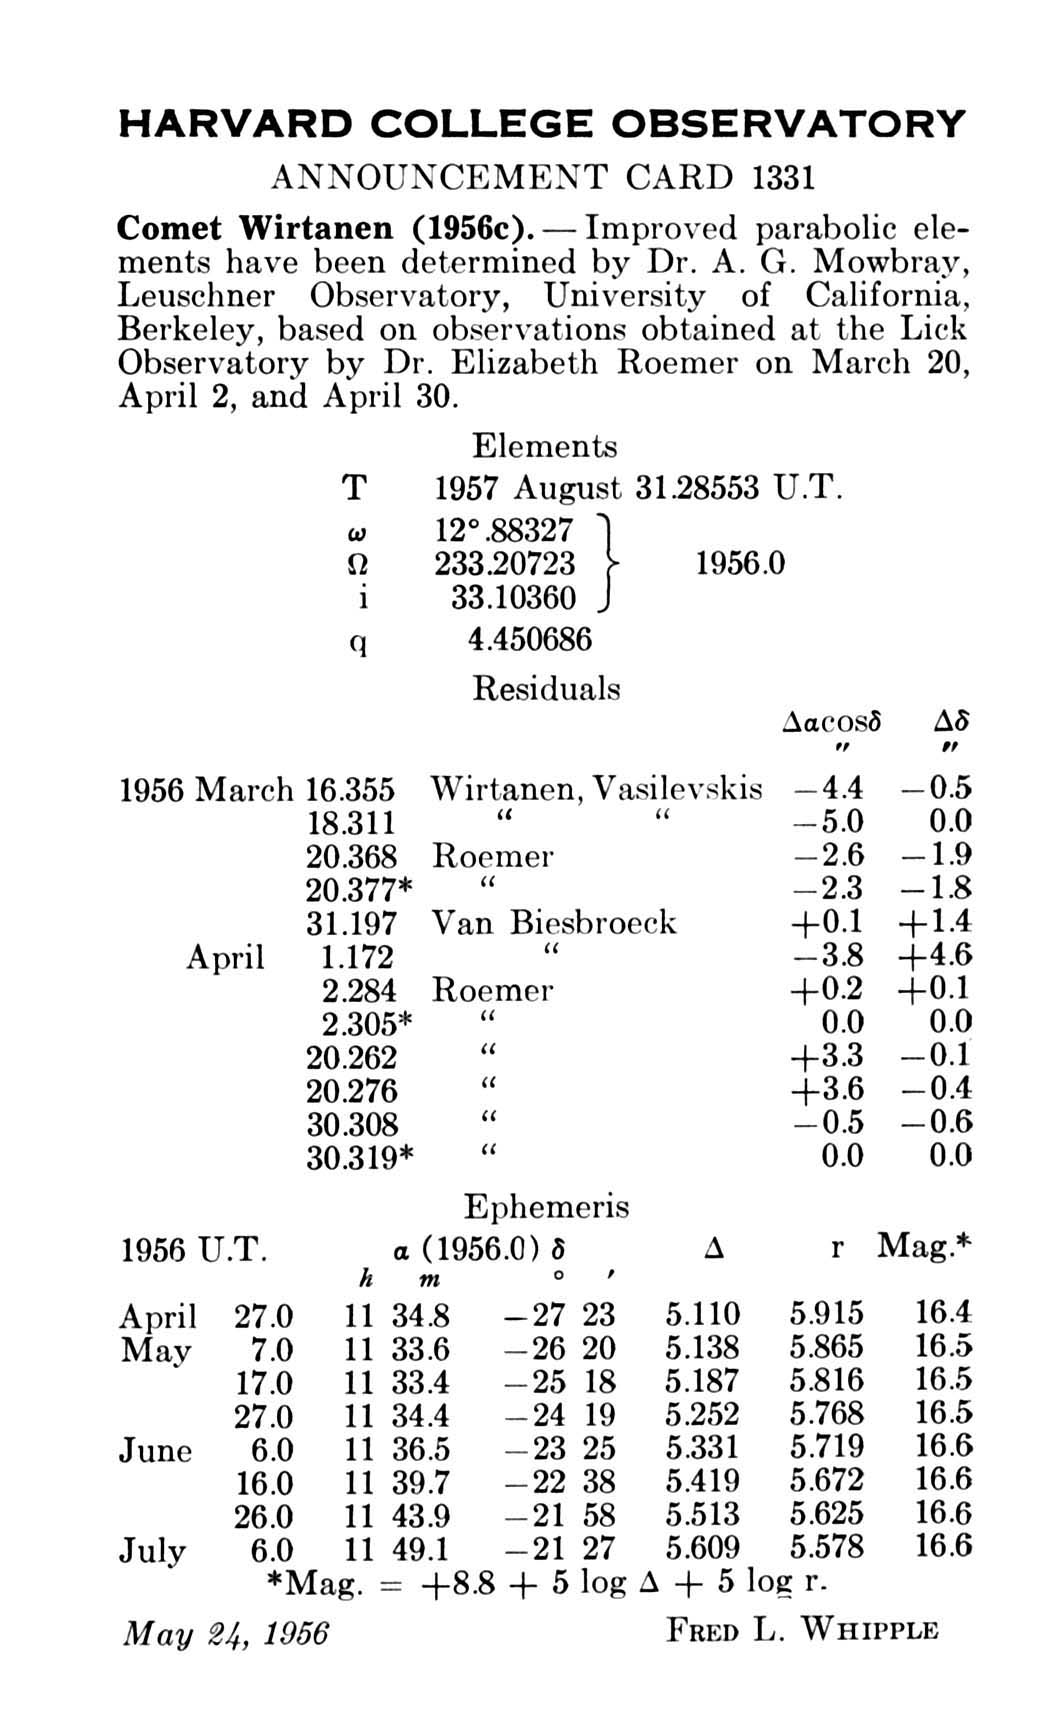 HARVARD COLLEGE OBSERVATORY
ANNOUNCEMENT CARD 1331
Comet Wirtanen (1956c). — Improved parabolic ele-
ments have been determined by Dr. A. G. Mowbray,
Leuschner Observatory, University of California,
Berkeley, based on observations obtained at the Lick
Observatory by Dr. Elizabeth Roemer on March 20,
April 2, and April 30.
Elements
T 1957 August 31.28553 U.T.
ω 12°.88327
Ω 233.20723 } 1956.0
i 33.10360
q 4.450686
Residuals
Δαcosδ Δδ
″ ″
1956 March 16.355 Wirtanen, Vasilevskis —4.4 —0.5
18.311 “ “ —5.0 0.0
20.368 Roemer —2.6 —1.9
20.377* “ —2.3 —1.8
31.197 Van Biesbroeck +0.1 +1.4
April 1.172 “ —3.8 +4.6
2.284 Roemer +0.2 +0.1
2.305* “ 0.0 0.0
20.262 “ +3.3 —0.1
20.276 “ +3.6 —0.4
30.308 “ —0.5 —0.6
30.319* “ 0.0 0.0
Ephemeris
1956 U.T. α (1956.0) δ Δ r Mag.*
h m ° ′
April 27.0 11 34.8 —27 23 5.110 5.915 16.4
May 7.0 11 33.6 —26 20 5.138 5.865 16.5
17.0 11 33.4 —25 18 5.187 5.816 16.5
27.0 11 34.4 —24 19 5.252 5.768 16.5
June 6.0 11 36.5 —23 25 5.331 5.719 16.6
16.0 11 39.7 —22 38 5.419 5.672 16.6
26.0 11 43.9 —21 58 5.513 5.625 16.6
July 6.0 11 49.1 —21 27 5.609 5.578 16.6
*Mag. = +8.8 + 5 log Δ + 5 log r.
May 24, 1956 FRED L. WHIPPLE